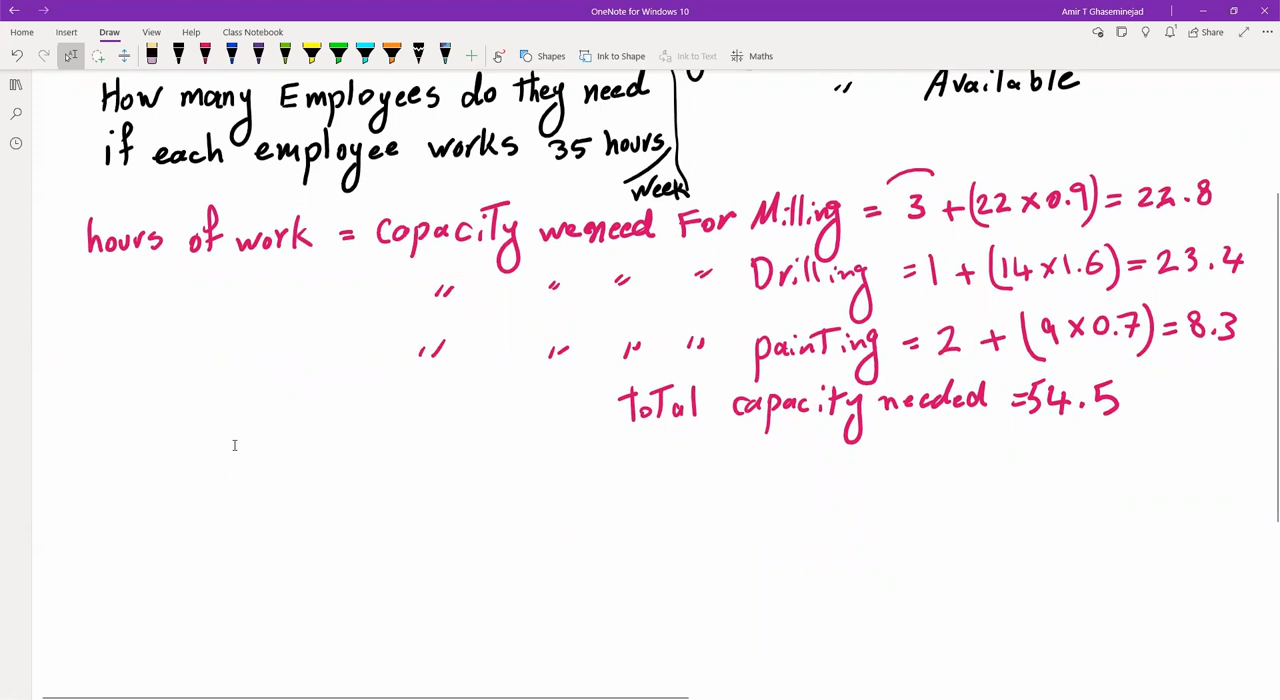 OneNote for Windows 10
Amir T Ghaseminejad
Home Insert Draw View Help Class Notebook Share
Shapes Ink to Shape Ink to Text Maths
How many Employees do they need
if each employee works 35 hours/week
" Available
hours of work = capacity we need For Milling = 3 + (22 × 0.9) = 22.8
" " " " Drilling = 1 + (14 × 1.6) = 23.4
" " " " painting = 2 + (9 × 0.7) = 8.3
total capacity needed = 54.5